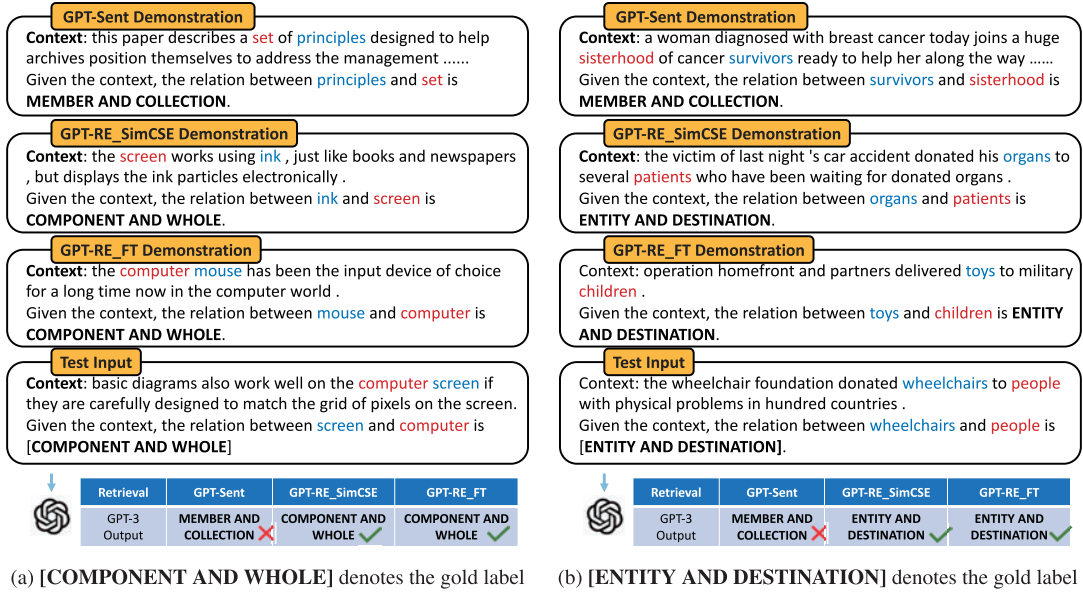 GPT-Sent Demonstration
Context: this paper describes a set of principles designed to help
archives position themselves to address the management ......
Given the context, the relation between principles and set is
MEMBER AND COLLECTION.
GPT-RE_SimCSE Demonstration
Context: the screen works using ink , just like books and newspapers
, but displays the ink particles electronically .
Given the context, the relation between ink and screen is
COMPONENT AND WHOLE.
GPT-RE_FT Demonstration
Context: the computer mouse has been the input device of choice
for a long time now in the computer world .
Given the context, the relation between mouse and computer is
COMPONENT AND WHOLE.
Test Input
Context: basic diagrams also work well on the computer screen if
they are carefully designed to match the grid of pixels on the screen.
Given the context, the relation between screen and computer is
[COMPONENT AND WHOLE]
Retrieval GPT-Sent GPT-RE_SimCSE GPT-RE_FT
GPT-3 MEMBER AND COMPONENT AND COMPONENT AND
Output COLLECTION WHOLE WHOLE
(a) [COMPONENT AND WHOLE] denotes the gold label
GPT-Sent Demonstration
Context: a woman diagnosed with breast cancer today joins a huge
sisterhood of cancer survivors ready to help her along the way ......
Given the context, the relation between survivors and sisterhood is
MEMBER AND COLLECTION.
GPT-RE_SimCSE Demonstration
Context: the victim of last night 's car accident donated his organs to
several patients who have been waiting for donated organs .
Given the context, the relation between organs and patients is
ENTITY AND DESTINATION.
GPT-RE_FT Demonstration
Context: operation homefront and partners delivered toys to military
children .
Given the context, the relation between toys and children is ENTITY
AND DESTINATION.
Test Input
Context: the wheelchair foundation donated wheelchairs to people
with physical problems in hundred countries .
Given the context, the relation between wheelchairs and people is
[ENTITY AND DESTINATION].
Retrieval GPT-Sent GPT-RE_SimCSE GPT-RE_FT
GPT-3 MEMBER AND ENTITY AND ENTITY AND
Output COLLECTION DESTINATION DESTINATION
(b) [ENTITY AND DESTINATION] denotes the gold label